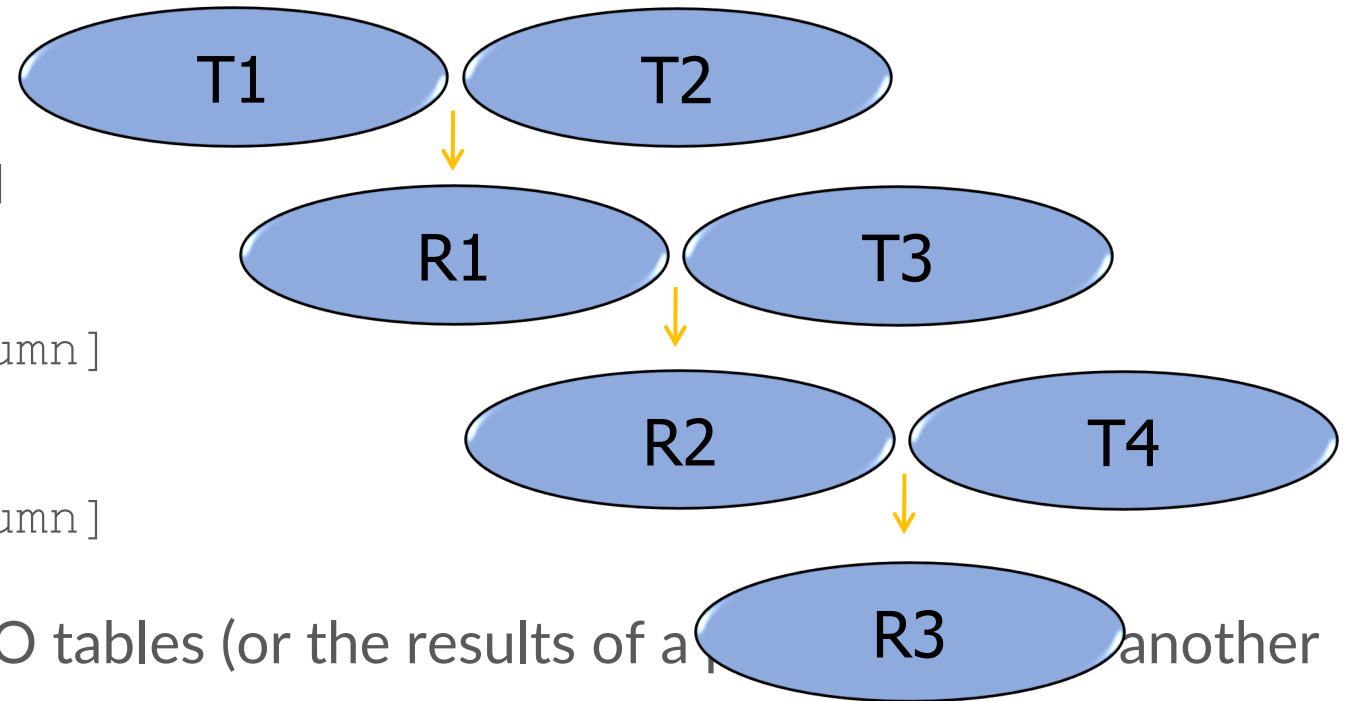 T1 T2
]
R1 T3
umn]
R2 T4
umn]
O tables (or the results of a
R3
another